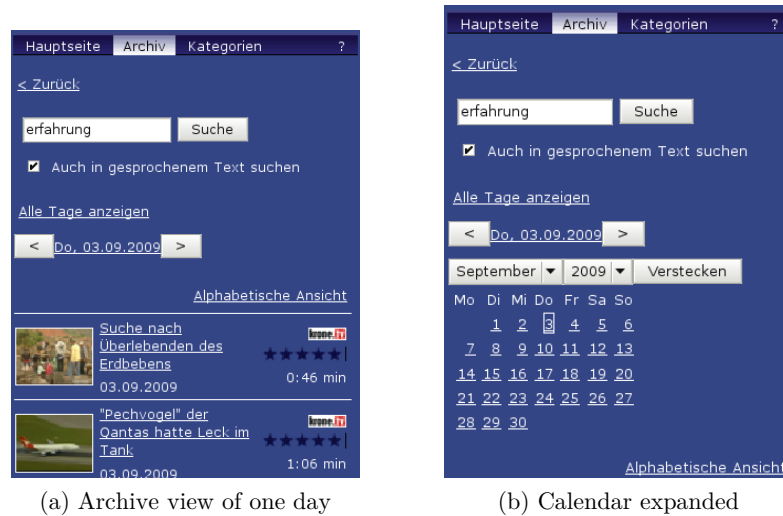 Hauptseite Archiv Kategorien ?
< Zurück
erfahrung Suche
Auch in gesprochenem Text suchen
Alle Tage anzeigen
< Do, 03.09.2009 >
Alphabetische Ansicht
Suche nach
Überlebenden des
Erdbebens
03.09.2009
krone.tv
0:46 min
"Pechvogel" der
Qantas hatte Leck im
Tank
03.09.2009
krone.tv
1:06 min
(a) Archive view of one day
Hauptseite Archiv Kategorien ?
< Zurück
erfahrung Suche
Auch in gesprochenem Text suchen
Alle Tage anzeigen
< Do, 03.09.2009 >
September 2009 Verstecken
Mo Di Mi Do Fr Sa So
1 2 3 4 5 6
7 8 9 10 11 12 13
14 15 16 17 18 19 20
21 22 23 24 25 26 27
28 29 30
Alphabetische Ansicht
(b) Calendar expanded